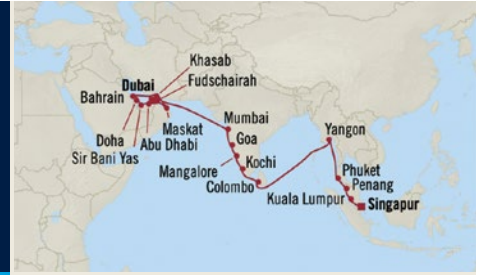 Khasab
Dubai
Fudschairah
Bahrain
Doha
Maskat
Sir Bani Yas
Abu Dhabi
Mumbai
Goa
Mangalore
Kochi
Colombo
Yangon
Phuket
Penang
Kuala Lumpur
Singapur